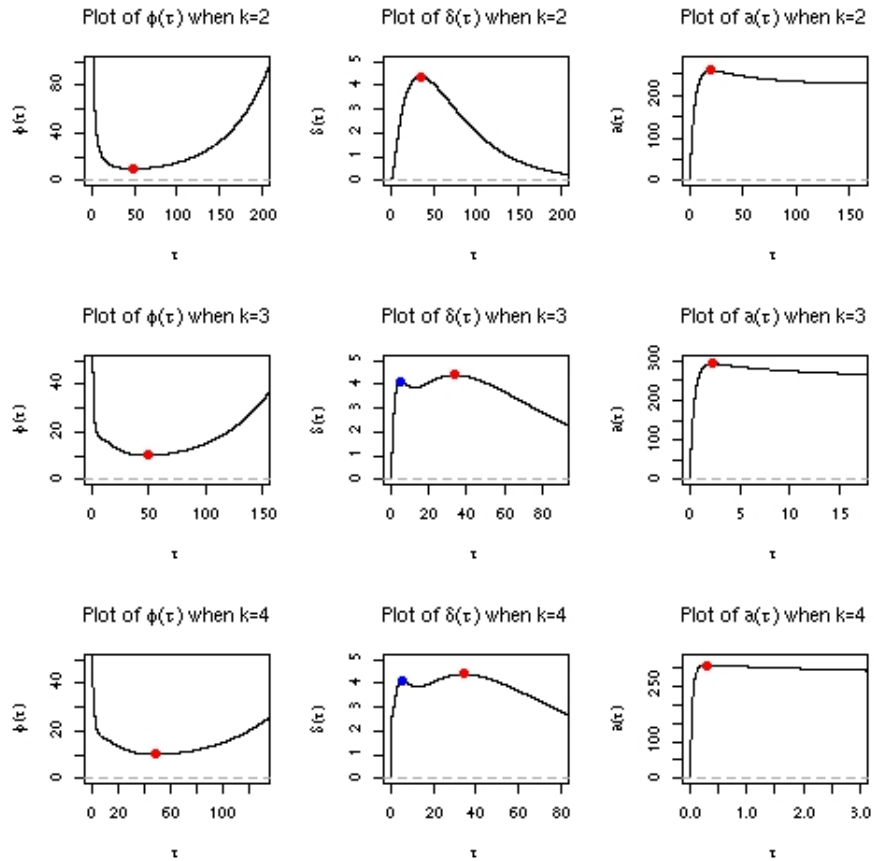 Plot of ϕ(τ) when k=2
ϕ(τ)
0 40 80
0 50 100 150 200
τ
Plot of δ(τ) when k=2
δ(τ)
0 1 2 3 4 5
0 50 100 150 200
τ
Plot of a(τ) when k=2
a(τ)
0 100 200
0 50 100 150
τ
Plot of ϕ(τ) when k=3
ϕ(τ)
0 20 40
0 50 100 150
τ
Plot of δ(τ) when k=3
δ(τ)
0 1 2 3 4 5
0 20 40 60 80
τ
Plot of a(τ) when k=3
a(τ)
0 100 200 300
0 5 10 15
τ
Plot of ϕ(τ) when k=4
ϕ(τ)
0 20 40
0 20 60 100
τ
Plot of δ(τ) when k=4
δ(τ)
0 1 2 3 4 5
0 20 40 60 80
τ
Plot of a(τ) when k=4
a(τ)
0 100 250
0.0 1.0 2.0 3.0
τ